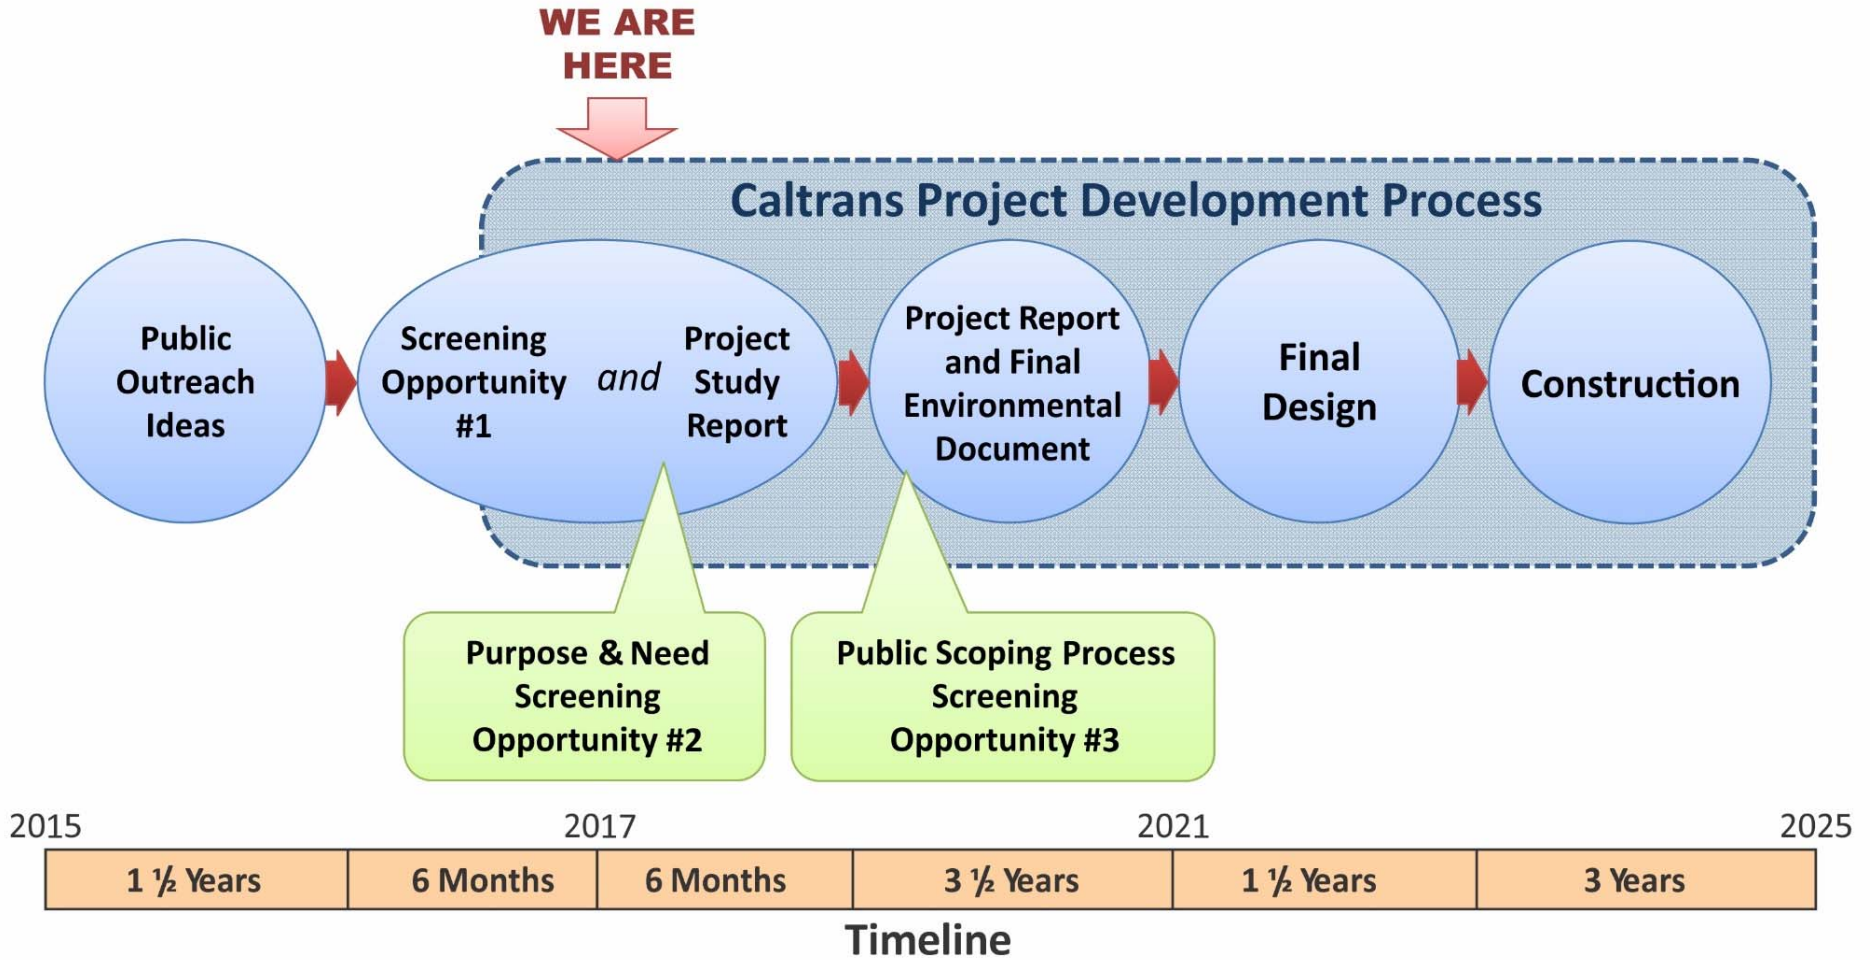 WE ARE
HERE
Caltrans Project Development Process
Public
Outreach
Ideas
Screening
Opportunity
#1
and
Project
Study
Report
Project Report
and Final
Environmental
Document
Final
Design
Construction
Purpose & Need
Screening
Opportunity #2
Public Scoping Process
Screening
Opportunity #3
2015
2017
2021
2025
1 ½ Years
6 Months
6 Months
3 ½ Years
1 ½ Years
3 Years
Timeline